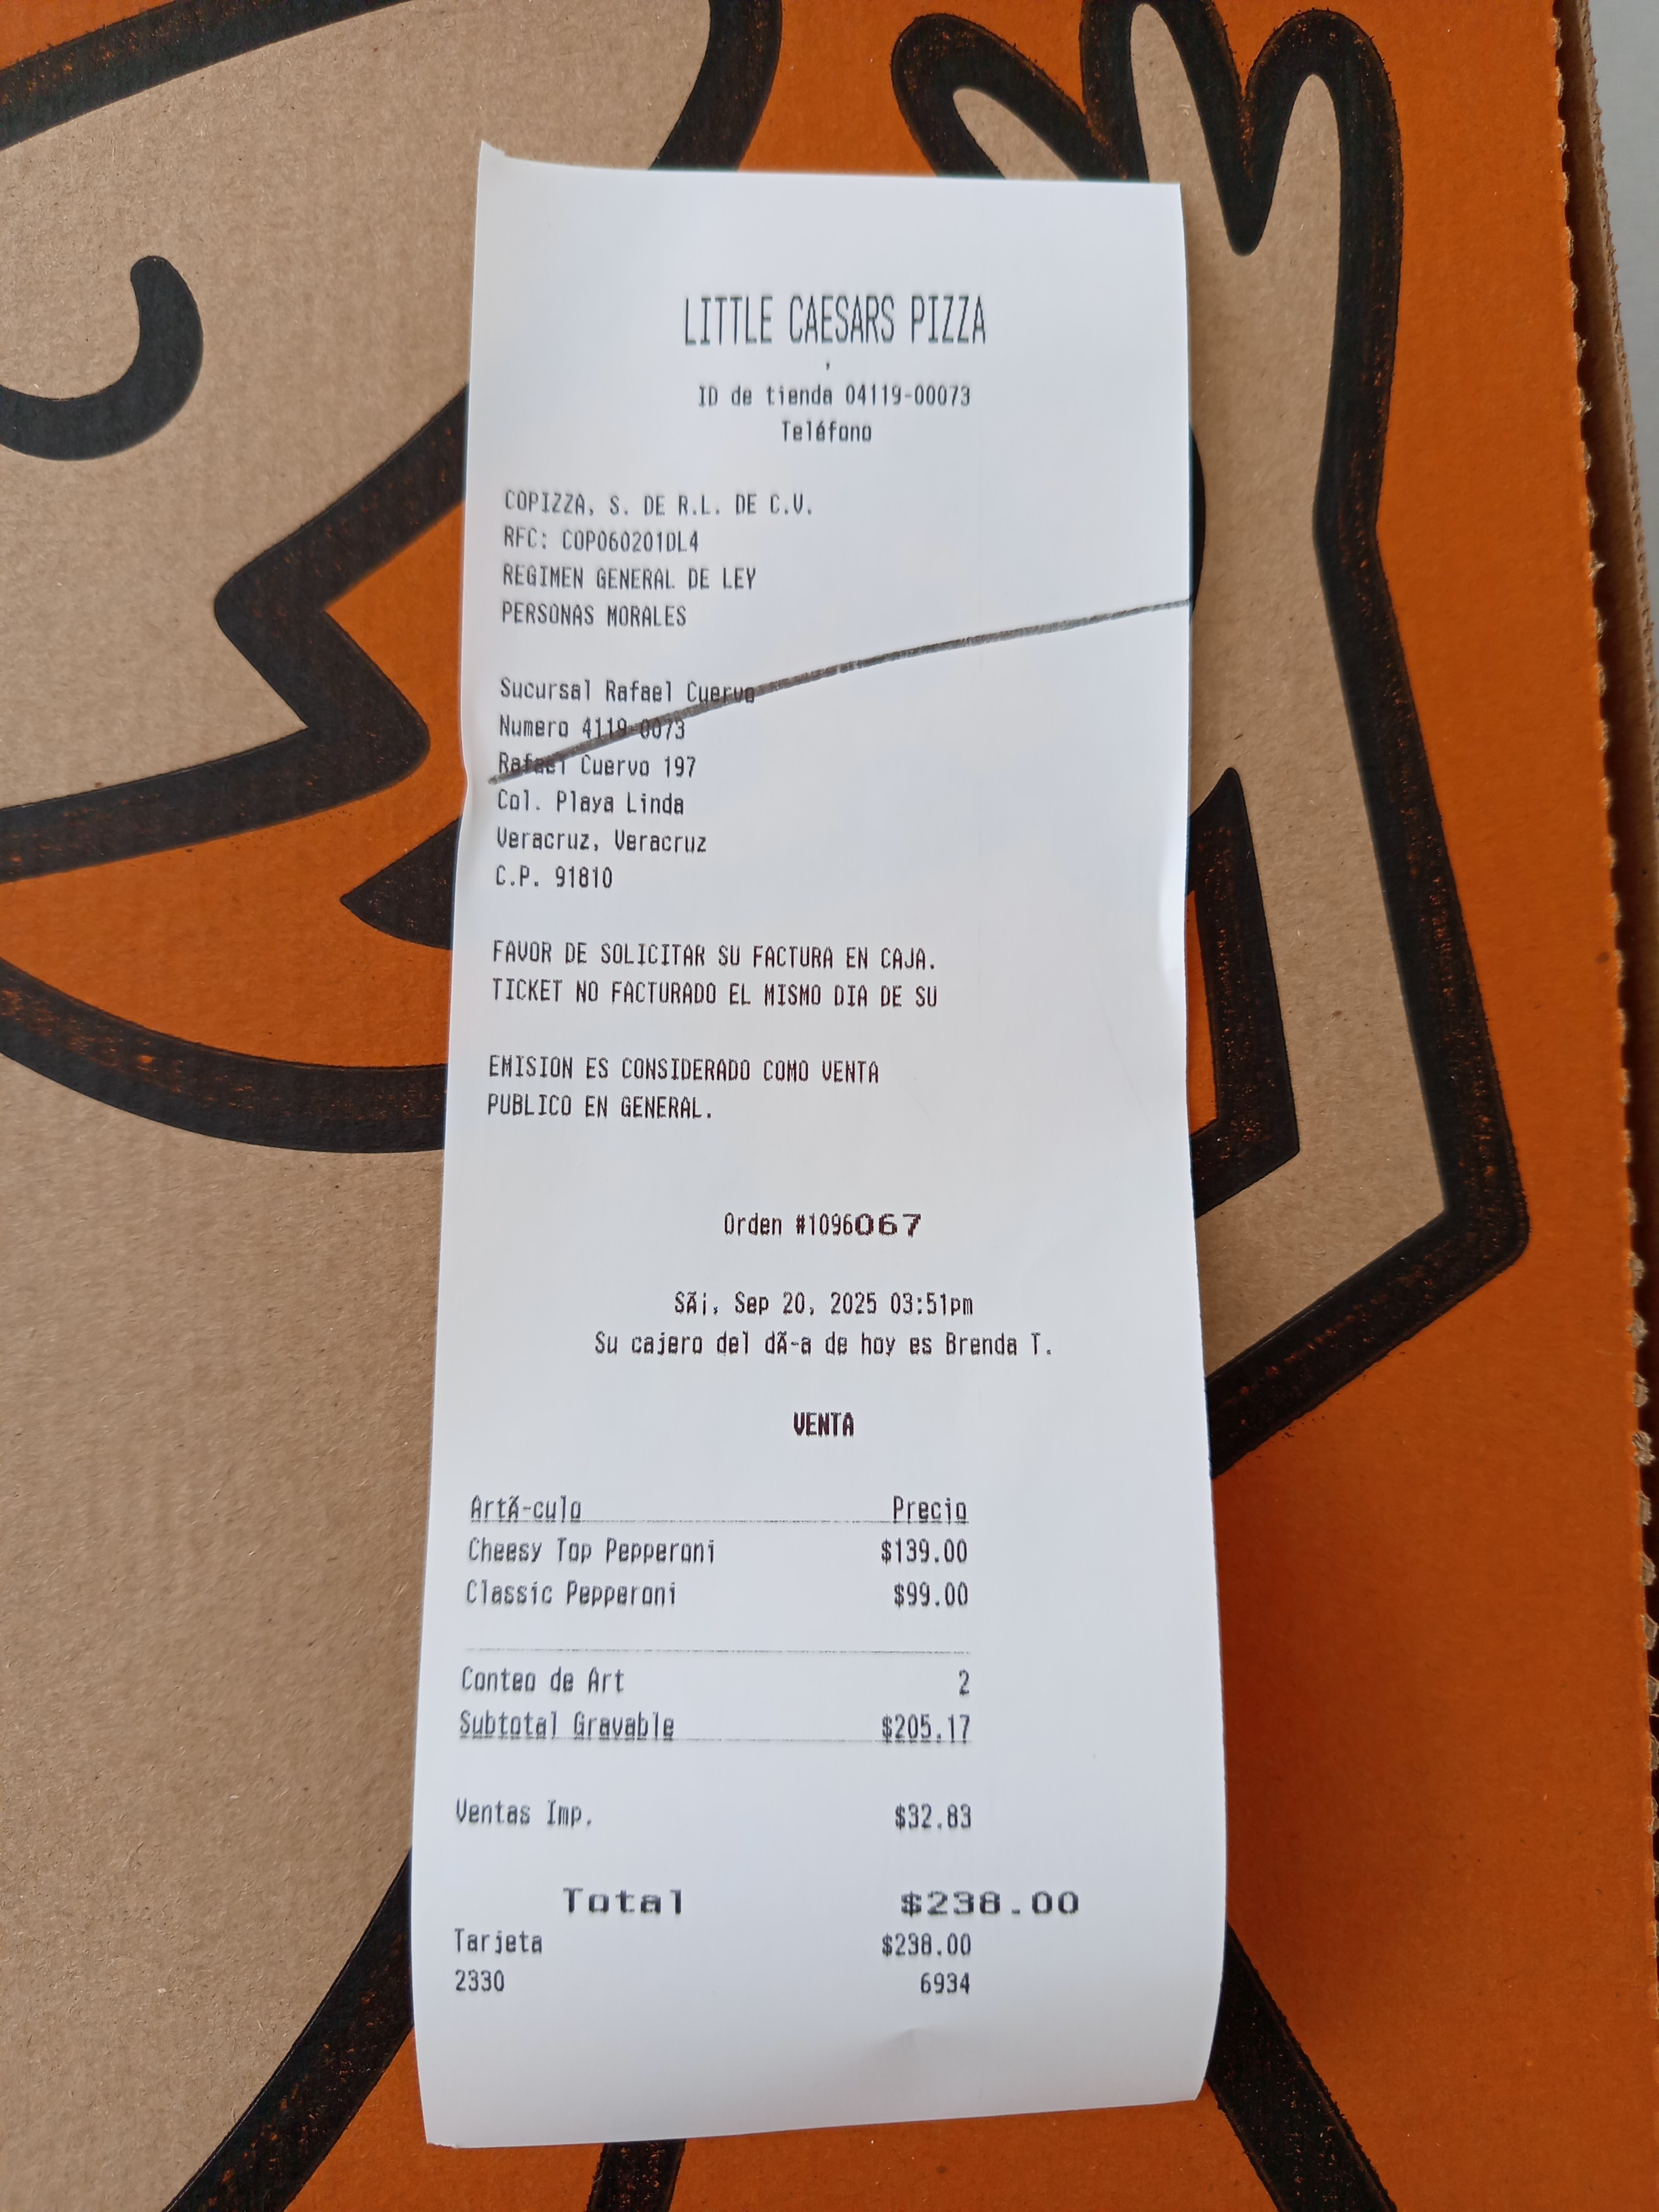 LITTLE CAESARS PIZZA
,
ID de tienda 04119-00073
Teléfono
COPIZZA, S. DE R.L. DE C.V.
RFC: COP060201DL4
REGIMEN GENERAL DE LEY
PERSONAS MORALES
Sucursal Rafael Cuervo
Numero 4119-0073
Rafael Cuervo 197
Col. Playa Linda
Veracruz, Veracruz
C.P. 91810
FAVOR DE SOLICITAR SU FACTURA EN CAJA.
TICKET NO FACTURADO EL MISMO DIA DE SU
EMISION ES CONSIDERADO COMO VENTA
PUBLICO EN GENERAL.
Orden #1096067
SÃ¡, Sep 20, 2025 03:51pm
Su cajero del dÃ-a de hoy es Brenda T.
VENTA
ArtÃ-culo Precio
Cheesy Top Pepperoni $139.00
Classic Pepperoni $99.00
Conteo de Art 2
Subtotal Gravable $205.17
Ventas Imp. $32.83
Total $238.00
Tarjeta $238.00
2330 6934